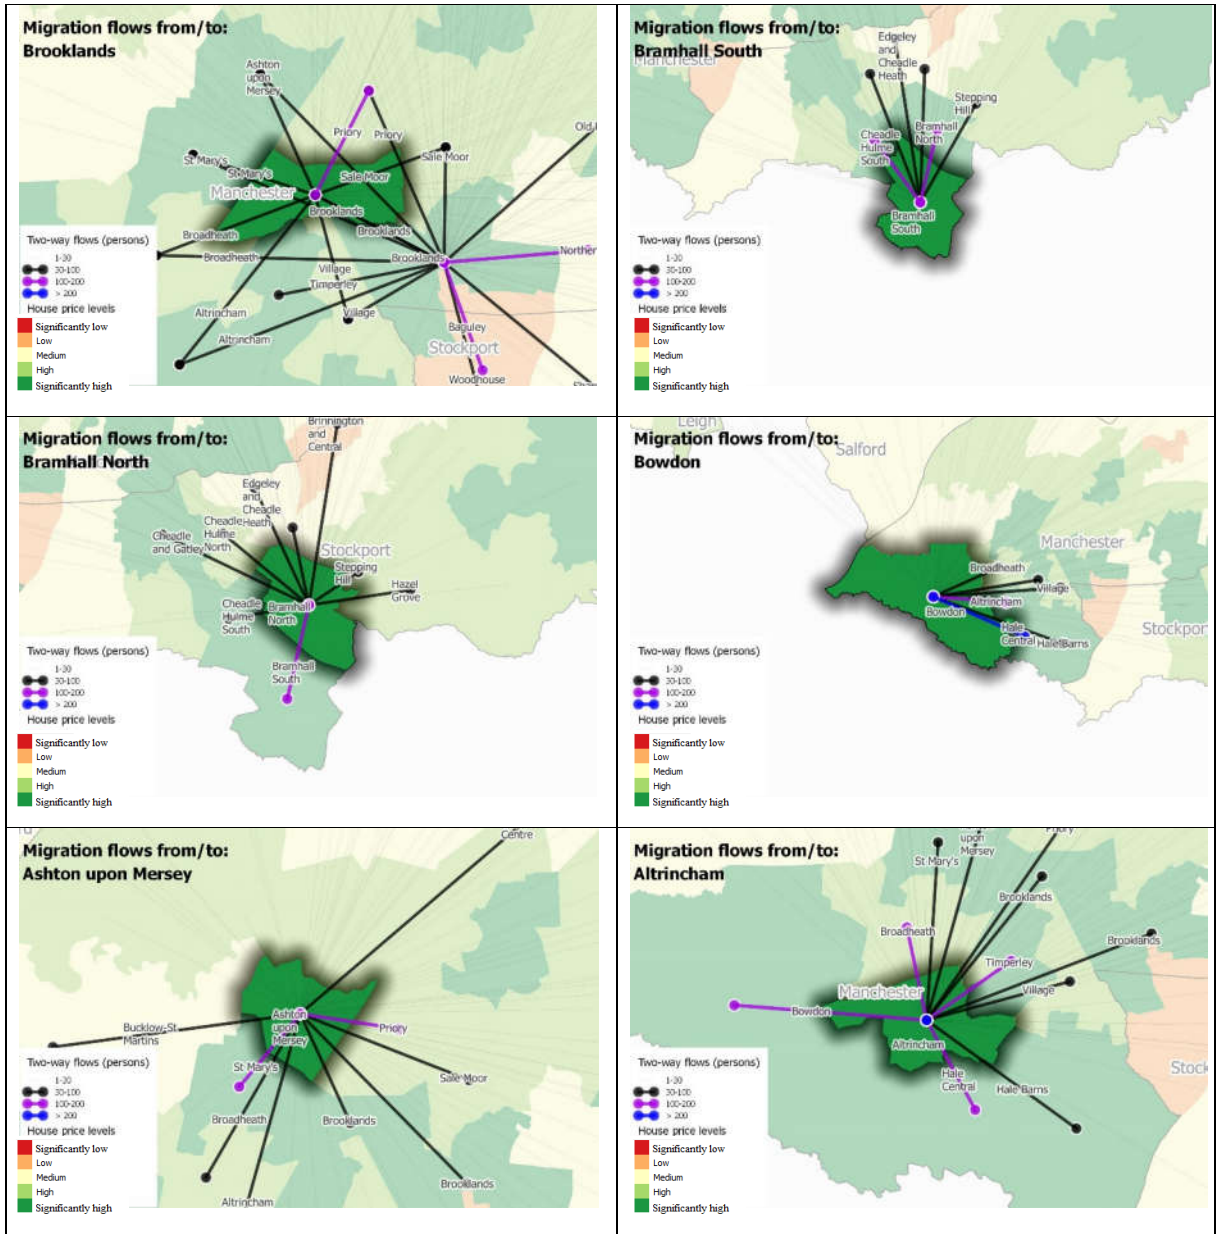 Migration flows from/to:
Brooklands
Ashton
upon
Mersey
Priory
Priory
St Mary's
St Mary's
Sale Moor
Sale Moor
Manchester
Brooklands
Brooklands
Broadheath
Broadheath
Brooklands
Norther
Village
Timperley
Altrincham
Village
Altrincham
Baguley
Stockport
Woodhouse
Two-way flows (persons)
1-30
30-100
100-200
> 200
House price levels
Significantly low
Low
Medium
High
Significantly high
Migration flows from/to:
Bramhall South
Manchester
Edgeley
and
Cheadle
Heath
Stepping
Hill
Cheadle
Hulme
South
Bramhall
North
Bramhall
South
Two-way flows (persons)
1-30
30-100
100-200
> 200
House price levels
Significantly low
Low
Medium
High
Significantly high
Migration flows from/to:
Bramhall North
Brinnington
and
Central
Edgeley
and
Cheadle
Heath
Cheadle
Hulme
North
Cheadle
and Gatley
Stockport
Stepping
Hill
Hazel
Grove
Cheadle
Hulme
South
Bramhall
North
Bramhall
South
Two-way flows (persons)
1-30
30-100
100-200
> 200
House price levels
Significantly low
Low
Medium
High
Significantly high
Migration flows from/to:
Bowdon
Leigh
Salford
Manchester
Broadheath
Village
Altrincham
Bowdon
Hale
Central
Hale Barns
Stockpor
Two-way flows (persons)
1-30
30-100
100-200
> 200
House price levels
Significantly low
Low
Medium
High
Significantly high
Migration flows from/to:
Ashton upon Mersey
Centre
Ashton
upon
Mersey
Bucklow-St
Martins
Priory
St Mary's
Sale Moor
Broadheath
Brooklands
Brooklands
Altrincham
Two-way flows (persons)
1-30
30-100
100-200
> 200
House price levels
Significantly low
Low
Medium
High
Significantly high
Migration flows from/to:
Altrincham
St Mary's
upon
Mersey
Priory
Brooklands
Broadheath
Brooklands
Timperley
Manchester
Village
Bowdon
Altrincham
Hale
Central
Hale Barns
Stock
Two-way flows (persons)
1-30
30-100
100-200
> 200
House price levels
Significantly low
Low
Medium
High
Significantly high